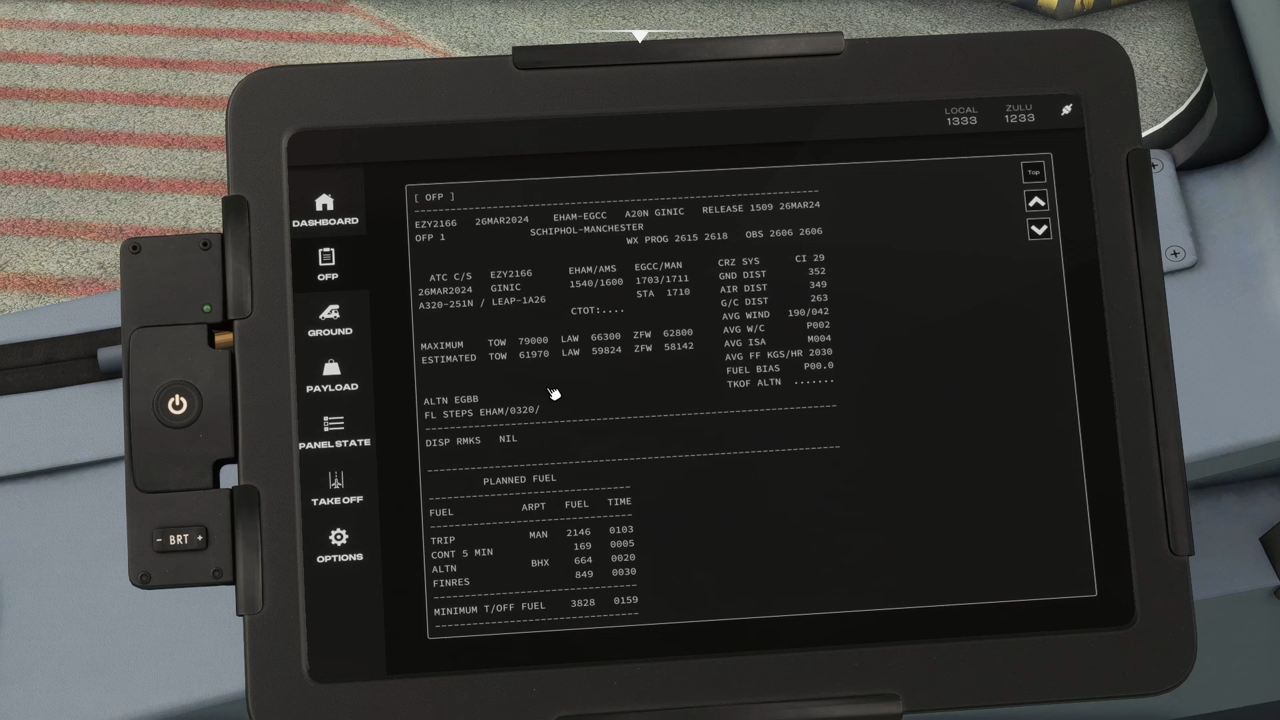 LOCAL ZULU
1333 1233
DASHBOARD
OFP
GROUND
PAYLOAD
PANEL STATE
TAKE OFF
OPTIONS
- BRT +
Top
[ OFP ]
EZY2166 26MAR2024 EHAM-EGCC A20N GINIC RELEASE 1509 26MAR24
OFP 1 SCHIPHOL-MANCHESTER
WX PROG 2615 2618 OBS 2606 2606
ATC C/S EZY2166 EHAM/AMS EGCC/MAN CRZ SYS CI 29
26MAR2024 GINIC 1540/1600 1703/1711 GND DIST 352
A320-251N / LEAP-1A26 STA 1710 AIR DIST 349
CTOT:.... G/C DIST 263
AVG WIND 190/042
MAXIMUM TOW 79000 LAW 66300 ZFW 62800 AVG W/C P002
ESTIMATED TOW 61970 LAW 59824 ZFW 58142 AVG ISA M004
AVG FF KGS/HR 2030
FUEL BIAS P00.0
ALTN EGBB TKOF ALTN .......
FL STEPS EHAM/0320/
DISP RMKS NIL
PLANNED FUEL
FUEL ARPT FUEL TIME
TRIP MAN 2146 0103
CONT 5 MIN 169 0005
ALTN BHX 664 0020
FINRES 849 0030
MINIMUM T/OFF FUEL 3828 0159